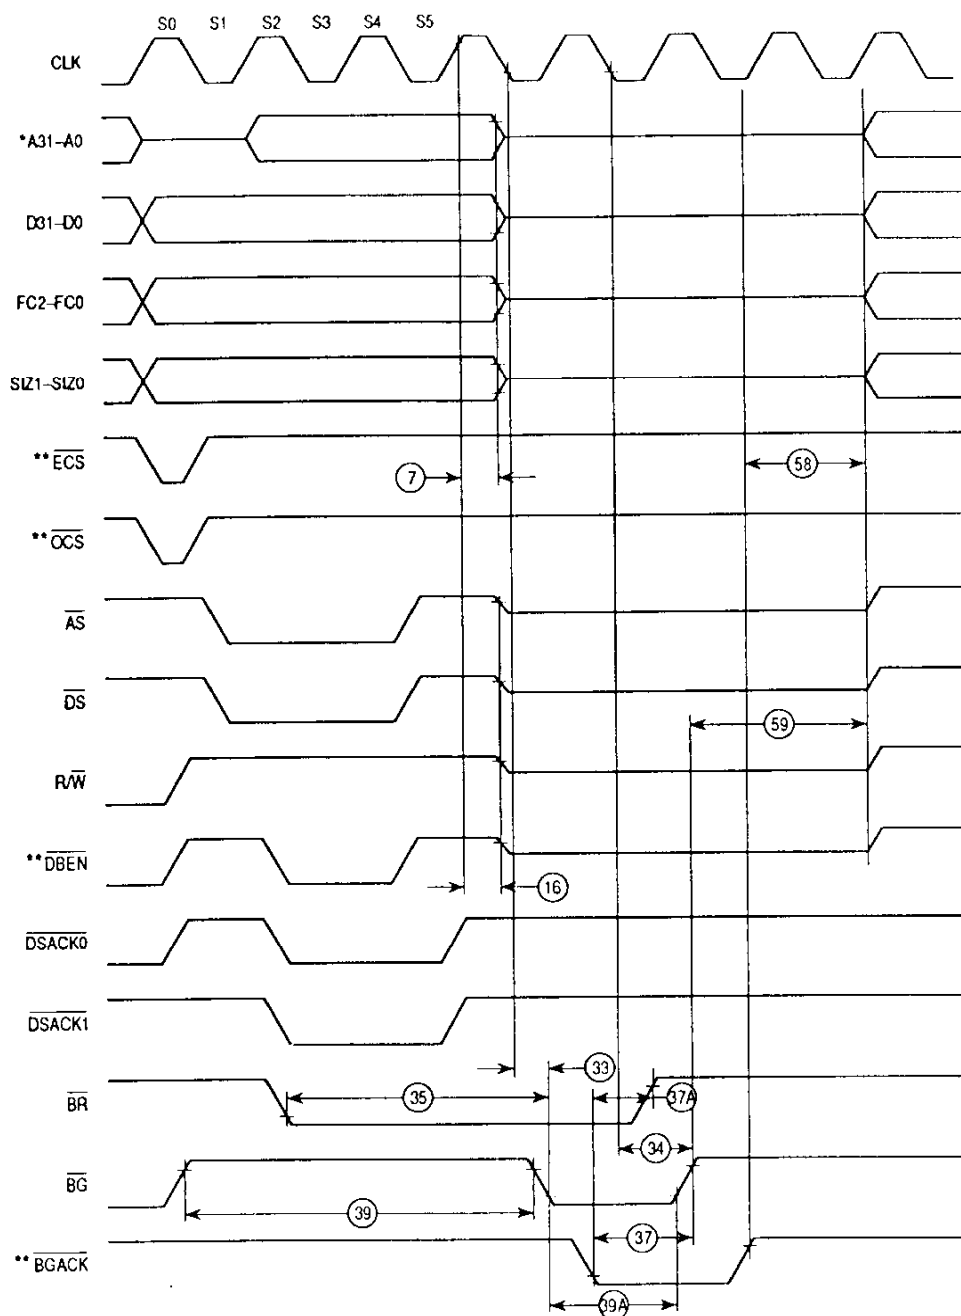 S0 S1 S2 S3 S4 S5
CLK
*A31–A0
D31–D0
FC2–FC0
SIZ1–SIZ0
**ECS
7
58
**OCS
AS
DS
59
R/W
**DBEN
16
DSACK0
DSACK1
33
BR
35
37A
34
BG
39
37
**BGACK
39A